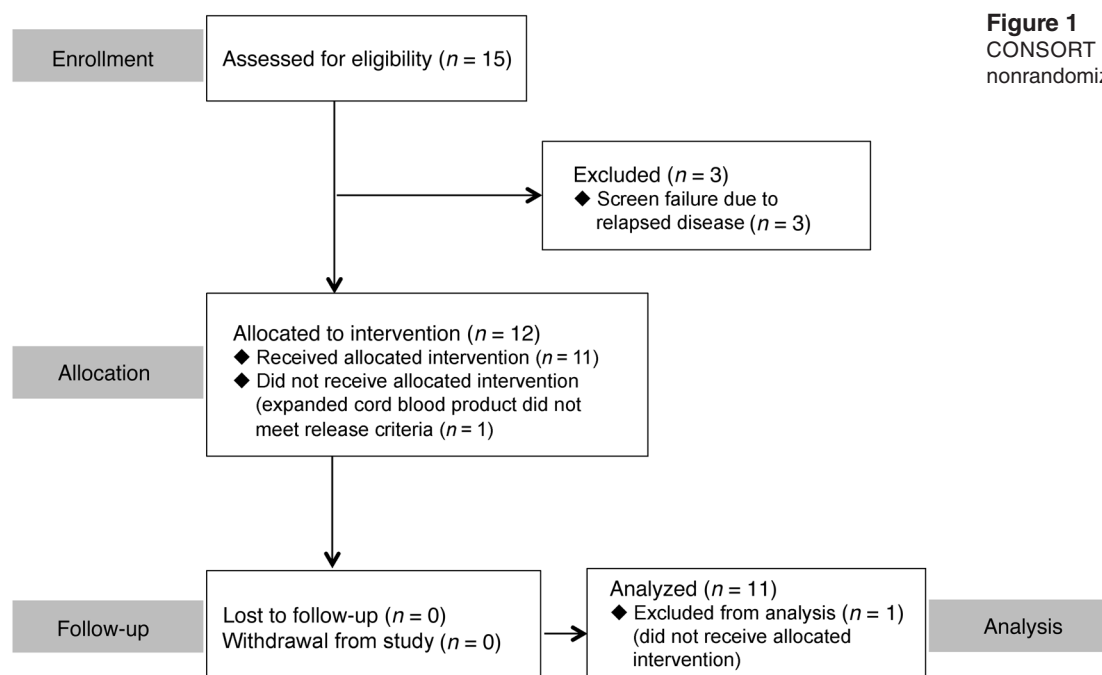 Figure 1
CONSORT
Enrollment
Assessed for eligibility (n = 15)
Excluded (n = 3)
◆ Screen failure due to
relapsed disease (n = 3)
Allocation
Allocated to intervention (n = 12)
◆ Received allocated intervention (n = 11)
◆ Did not receive allocated intervention
(expanded cord blood product did not
meet release criteria (n = 1)
Follow-up
Lost to follow-up (n = 0)
Withdrawal from study (n = 0)
Analyzed (n = 11)
◆ Excluded from analysis (n = 1)
(did not receive allocated
intervention)
Analysis